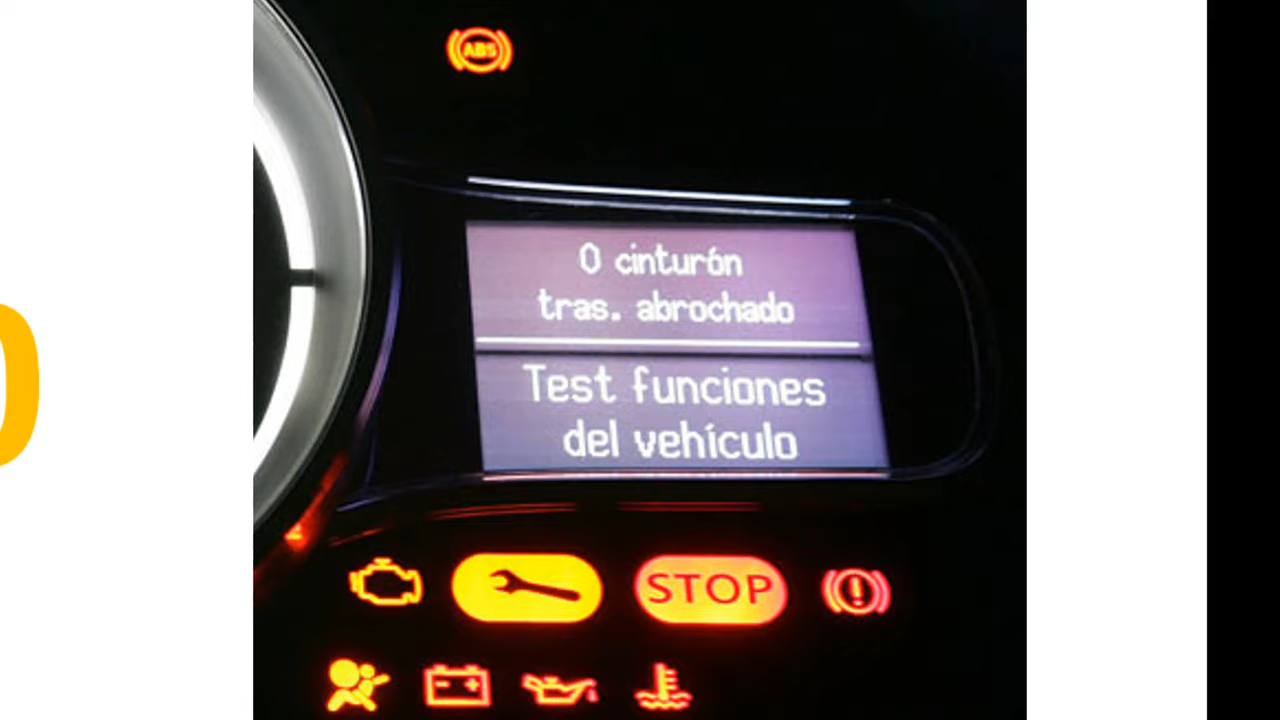 ABS
0 cinturón
tras. abrochado
Test funciones
del vehículo
STOP